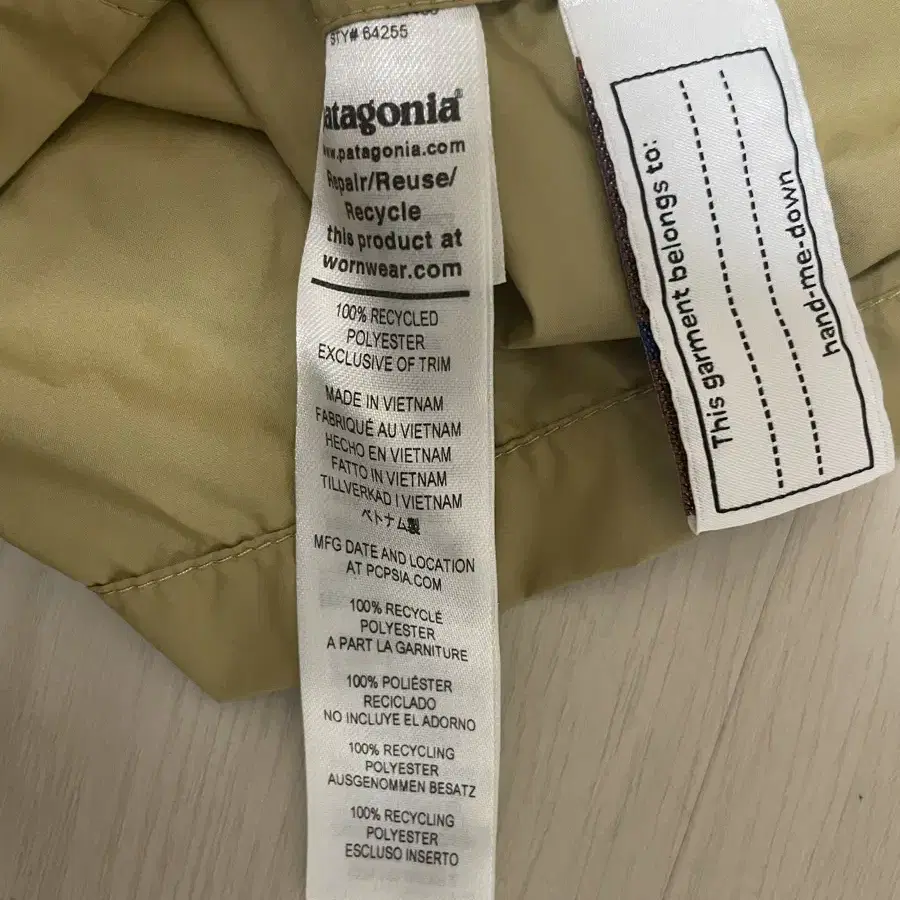 STY# 64255
atagonia®
w.patagonia.com
Repair/Reuse/
Recycle
this product at
wornwear.com
100% RECYCLED
POLYESTER
EXCLUSIVE OF TRIM
MADE IN VIETNAM
FABRIQUÉ AU VIETNAM
HECHO EN VIETNAM
FATTO IN VIETNAM
TILLVERKAD I VIETNAM
ベトナム製
MFG DATE AND LOCATION
AT PCPSIA.COM
100% RECYCLÉ
POLYESTER
A PART LA GARNITURE
100% POLIÉSTER
RECICLADO
NO INCLUYE EL ADORNO
100% RECYCLING
POLYESTER
AUSGENOMMEN BESATZ
100% RECYCLING
POLYESTER
ESCLUSO INSERTO
This garment belongs to:
hand-me-down